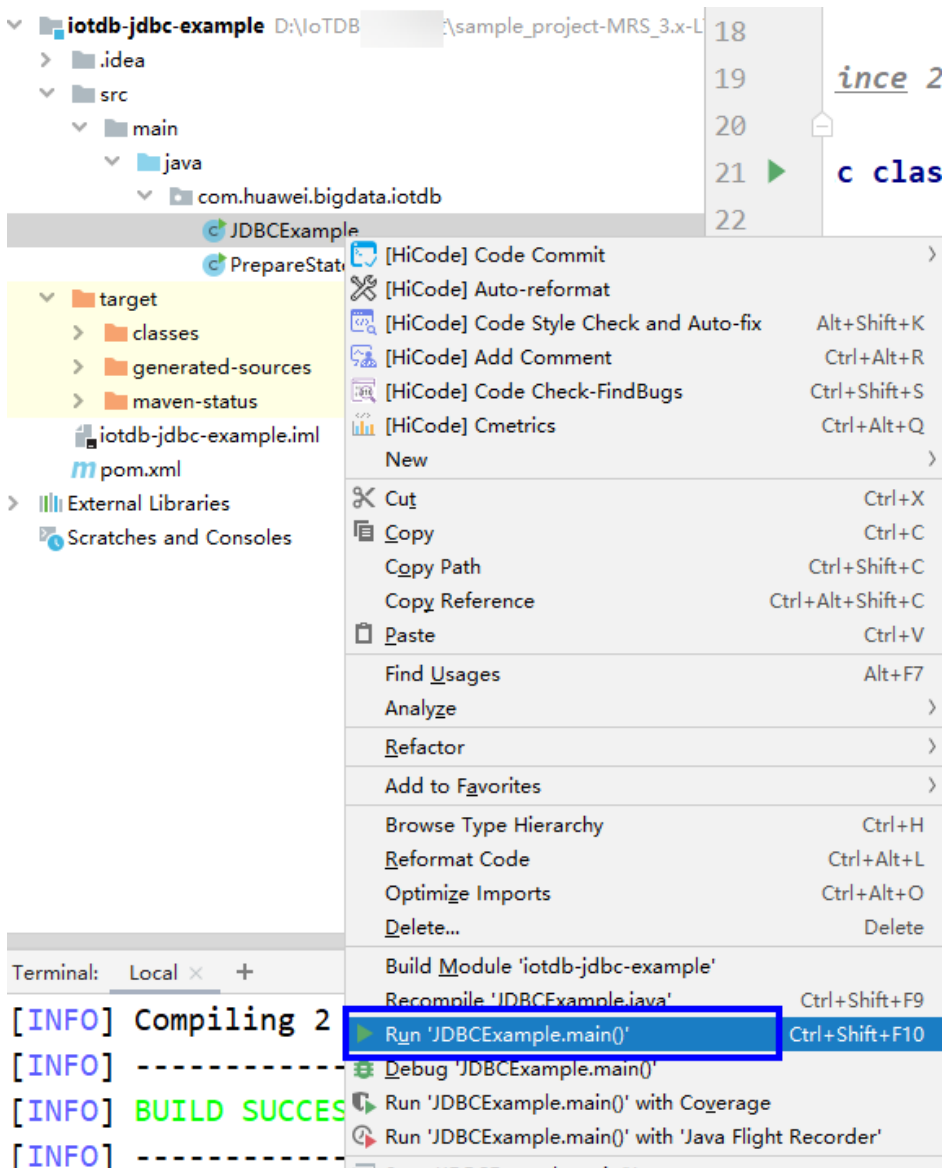 iotdb-jdbc-example D:\IoTDB \sample_project-MRS_3.x-L
.idea
src
main
java
com.huawei.bigdata.iotdb
JDBCExample
PrepareState
target
classes
generated-sources
maven-status
iotdb-jdbc-example.iml
pom.xml
External Libraries
Scratches and Consoles
18
19 ince 2
20
21 c clas
22
[HiCode] Code Commit
[HiCode] Auto-reformat
[HiCode] Code Style Check and Auto-fix Alt+Shift+K
[HiCode] Add Comment Ctrl+Alt+R
[HiCode] Code Check-FindBugs Ctrl+Shift+S
[HiCode] Cmetrics Ctrl+Alt+Q
New
Cut Ctrl+X
Copy Ctrl+C
Copy Path Ctrl+Shift+C
Copy Reference Ctrl+Alt+Shift+C
Paste Ctrl+V
Find Usages Alt+F7
Analyze
Refactor
Add to Favorites
Browse Type Hierarchy Ctrl+H
Reformat Code Ctrl+Alt+L
Optimize Imports Ctrl+Alt+O
Delete... Delete
Build Module 'iotdb-jdbc-example'
Recompile 'JDBCExample.java' Ctrl+Shift+F9
Run 'JDBCExample.main()' Ctrl+Shift+F10
Debug 'JDBCExample.main()'
Run 'JDBCExample.main()' with Coverage
Run 'JDBCExample.main()' with 'Java Flight Recorder'
Terminal: Local × +
[INFO] Compiling 2
[INFO] ------------
[INFO] BUILD SUCCES
[INFO] ------------